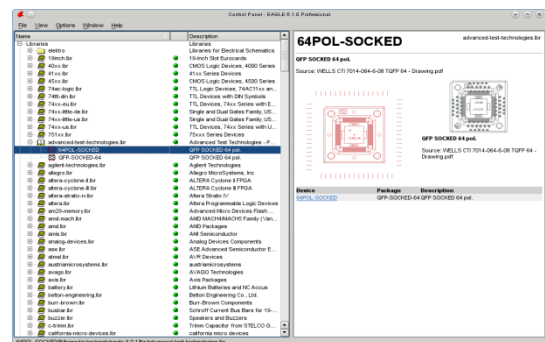 Control Panel - EAGLE 6.1.0 Professional
File View Options Window Help
Name Description
Libraries Libraries
elektro Libraries for Electrical Schematics
19inch.lbr 19-Inch Slot Eurocards
40xx.lbr CMOS Logic Devices, 4000 Series
41xx.lbr 41xx Series Devices
45xx.lbr CMOS Logic Devices, 4500 Series
74ac-logic.lbr TTL Logic Devices, 74AC11xx an...
74ttl-din.lbr TTL Devices with DIN Symbols
74xx-eu.lbr TTL Devices, 74xx Series with E...
74xx-little-de.lbr Single and Dual Gates Family, US...
74xx-little-us.lbr Single and Dual Gates Family, US...
74xx-us.lbr TTL Devices, 74xx Series with U...
751xx.lbr 75xxx Series Devices
advanced-test-technologies.lbr Advanced Test Technologies - P...
64POL-SOCKED QFP SOCKED 64 pol.
QFP-SOCKED-64 QFP SOCKED 64 pol.
agilent-technologies.lbr Agilent Technologies
allegro.lbr Allegro MicroSystems, Inc
altera-cyclone-II.lbr ALTERA Cyclone II FPGA
altera-cyclone-III.lbr ALTERA Cyclone III FPGA
altera-stratix-iv.lbr Altera Stratix IV
altera.lbr Altera Programmable Logic Devices
am29-memory.lbr Advanced Micro Devices Flash ...
amd-mach.lbr AMD MACH4/MACH5 Family (Van...
amd.lbr AMD Packages
amis.lbr AMI Semiconductor
analog-devices.lbr Analog Devices Components
ase.lbr ASE Advanced Semiconductor E...
atmel.lbr AVR Devices
austriamicrosystems.lbr austriamicrosystems
avago.lbr AVAGO Technologies
axis.lbr Axis Packages
battery.lbr Lithium Batteries and NC Accus
belton-engineering.lbr Belton Engineering Co., Ltd.
burr-brown.lbr Burr-Brown Components
busbar.lbr Schroff Current Bus Bars for 19-...
buzzer.lbr Speakers and Buzzers
c-trimm.lbr Trimm Capacitor from STELCO G...
california-micro-devices.lbr california micro devices
64POL-SOCKED advanced-test-technologies.lbr
QFP SOCKED 64 pol.
Source: WELLS CTI 7014-064-6-08 TQFP 64 - Drawing.pdf
QFP SOCKED 64 pol.
Source: WELLS CTI 7014-064-6-08 TQFP 64 -
Drawing.pdf
Device Package Description
64POL-SOCKED QFP-SOCKED-64 QFP SOCKED 64 pol.